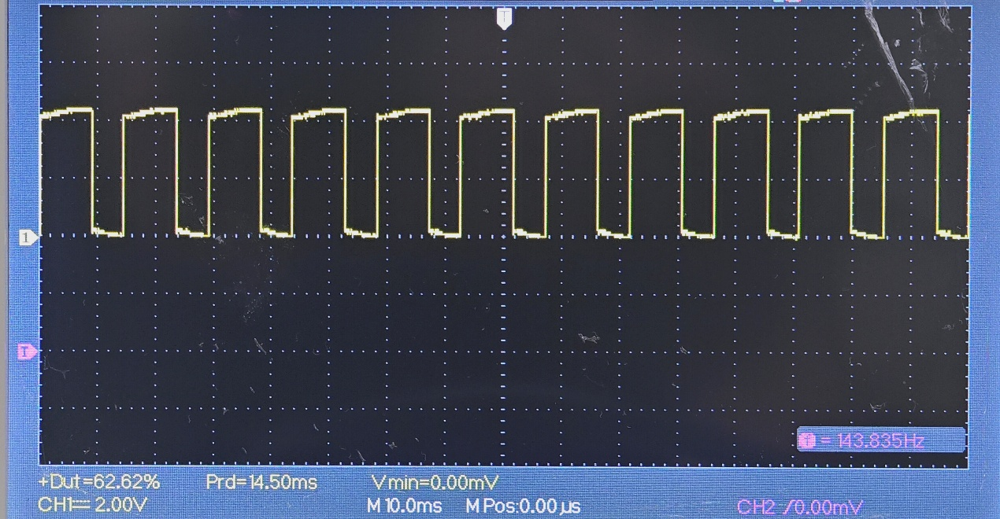 T
1
T
T = 143.835Hz
+Dut=62.62% Prd=14.50ms Vmin=0.00mV
CH1 2.00V M 10.0ms M Pos:0.00 µs CH2 /0.00mV